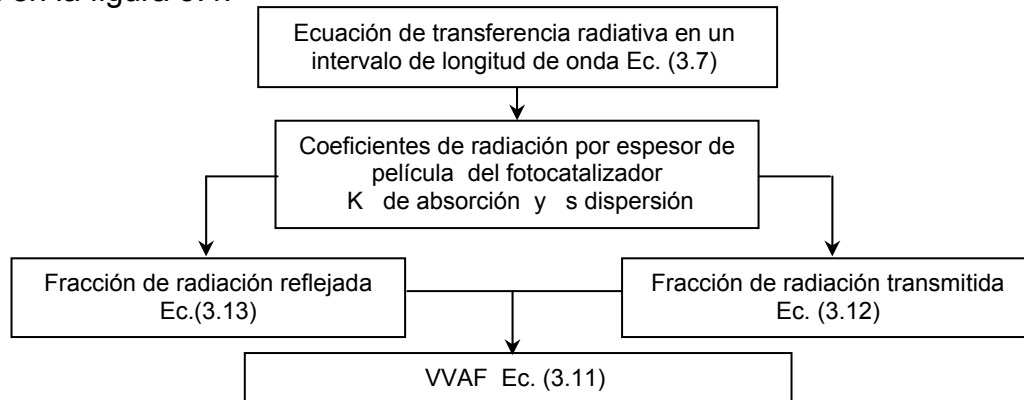 Ecuación de transferencia radiativa en un
intervalo de longitud de onda Ec. (3.7)
Coeficientes de radiación por espesor de
película del fotocatalizador
K de absorción y s dispersión
Fracción de radiación reflejada
Ec.(3.13)
Fracción de radiación transmitida
Ec. (3.12)
VVAF Ec. (3.11)